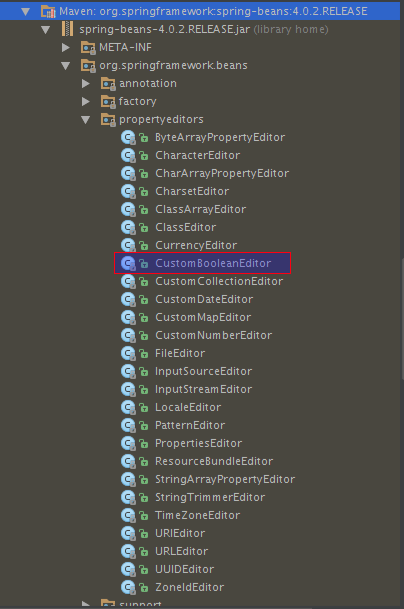 Maven: org.springframework:spring-beans:4.0.2.RELEASE
spring-beans-4.0.2.RELEASE.jar (library home)
META-INF
org.springframework.beans
annotation
factory
propertyeditors
ByteArrayPropertyEditor
CharacterEditor
CharArrayPropertyEditor
CharsetEditor
ClassArrayEditor
ClassEditor
CurrencyEditor
CustomBooleanEditor
CustomCollectionEditor
CustomDateEditor
CustomMapEditor
CustomNumberEditor
FileEditor
InputSourceEditor
InputStreamEditor
LocaleEditor
PatternEditor
PropertiesEditor
ResourceBundleEditor
StringArrayPropertyEditor
StringTrimmerEditor
TimeZoneEditor
URIEditor
URLEditor
UUIDEditor
ZoneIdEditor
support